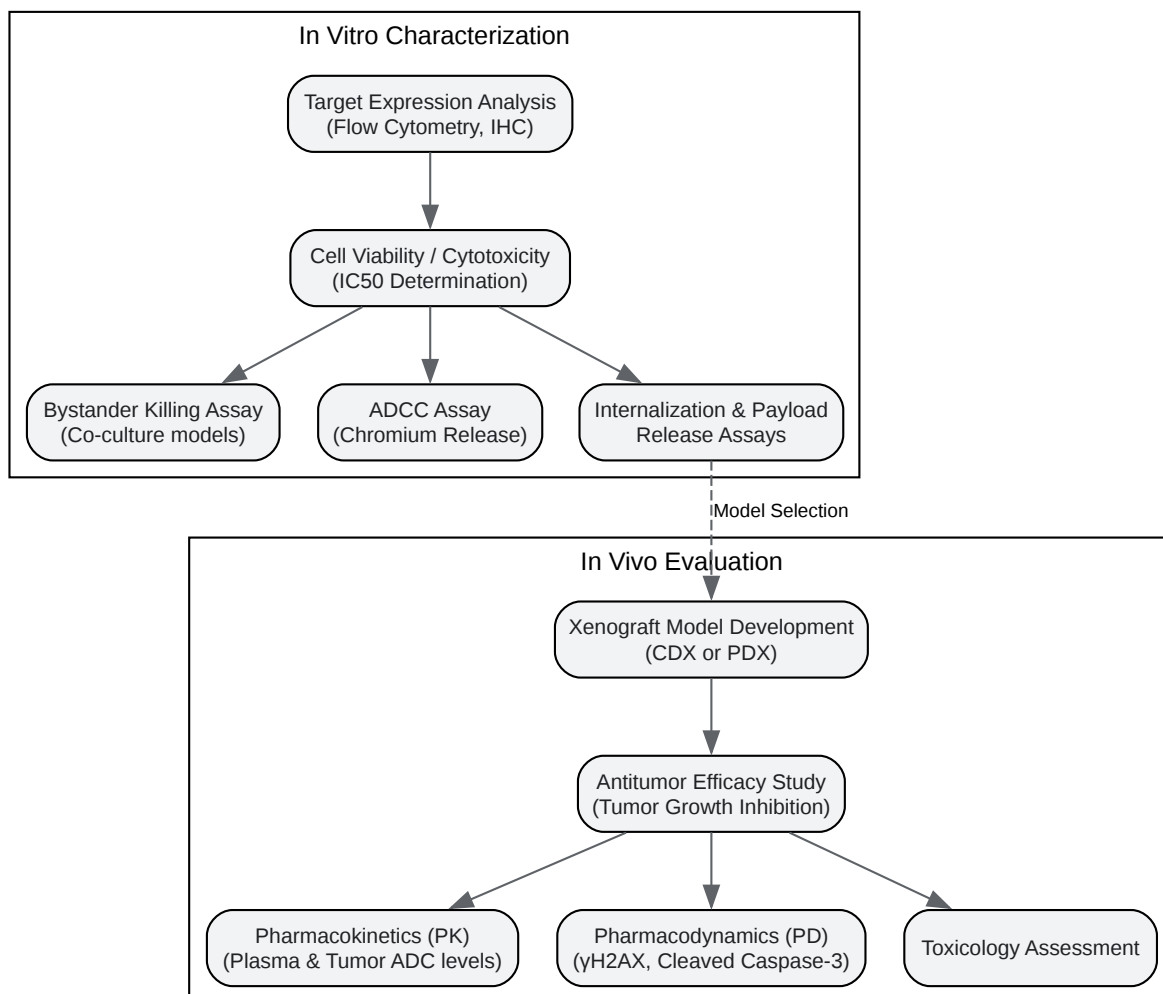 In Vitro Characterization
Target Expression Analysis
(Flow Cytometry, IHC)
Cell Viability / Cytotoxicity
(IC50 Determination)
Bystander Killing Assay
(Co-culture models)
ADCC Assay
(Chromium Release)
Internalization & Payload
Release Assays
Model Selection
In Vivo Evaluation
Xenograft Model Development
(CDX or PDX)
Antitumor Efficacy Study
(Tumor Growth Inhibition)
Pharmacokinetics (PK)
(Plasma & Tumor ADC levels)
Pharmacodynamics (PD)
(γH2AX, Cleaved Caspase-3)
Toxicology Assessment